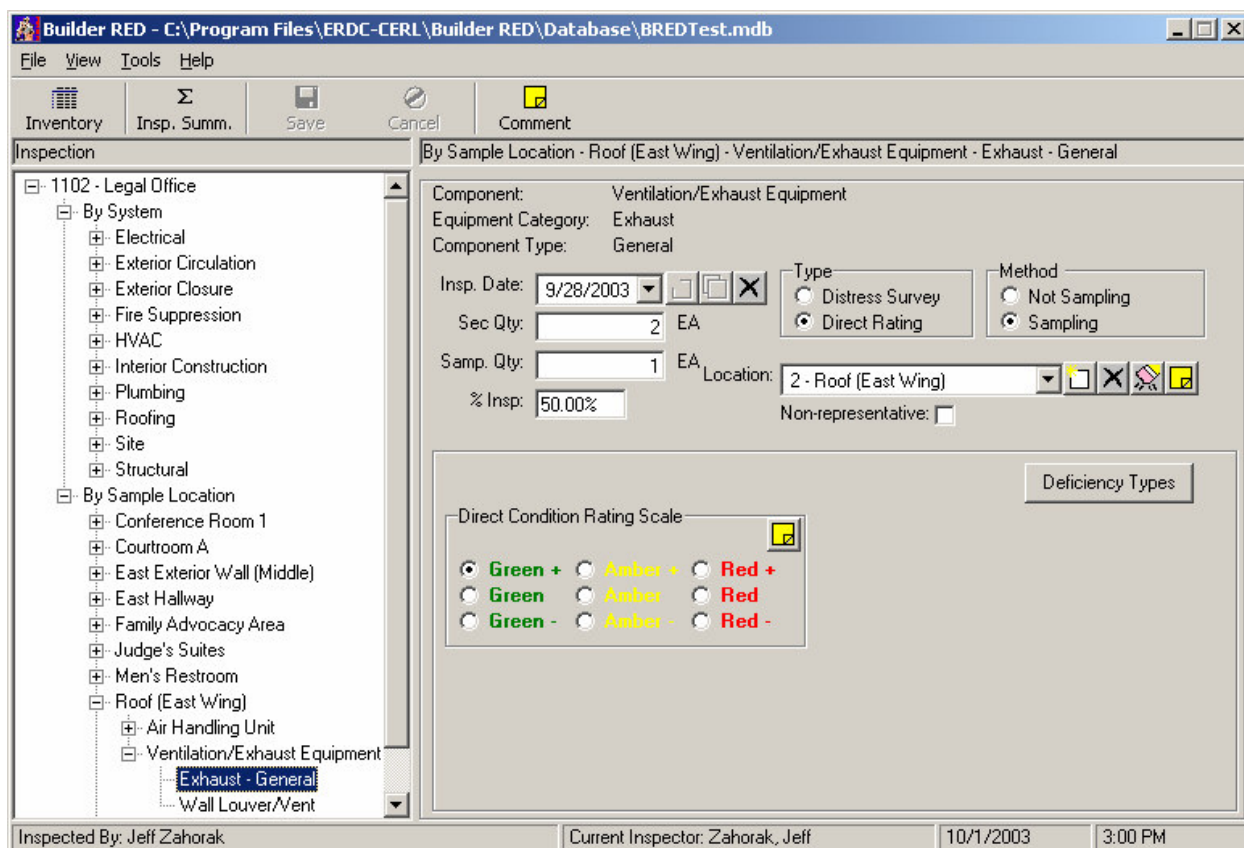 Builder RED - C:\Program Files\ERDC-CERL\Builder RED\Database\BREDTest.mdb
File View Tools Help
Inventory Insp. Summ. Save Cancel Comment
Inspection
1102 - Legal Office
By System
Electrical
Exterior Circulation
Exterior Closure
Fire Suppression
HVAC
Interior Construction
Plumbing
Roofing
Site
Structural
By Sample Location
Conference Room 1
Courtroom A
East Exterior Wall (Middle)
East Hallway
Family Advocacy Area
Judge's Suites
Men's Restroom
Roof (East Wing)
Air Handling Unit
Ventilation/Exhaust Equipment
Exhaust - General
Wall Louver/Vent
By Sample Location - Roof (East Wing) - Ventilation/Exhaust Equipment - Exhaust - General
Component: Ventilation/Exhaust Equipment
Equipment Category: Exhaust
Component Type: General
Insp. Date: 9/28/2003
Sec Qty: 2 EA
Samp. Qty: 1 EA
% Insp: 50.00%
Type
Distress Survey
Direct Rating
Method
Not Sampling
Sampling
Location: 2 - Roof (East Wing)
Non-representative:
Deficiency Types
Direct Condition Rating Scale
Green + Amber + Red +
Green Amber Red
Green - Amber - Red -
Inspected By: Jeff Zahorak Current Inspector: Zahorak, Jeff 10/1/2003 3:00 PM